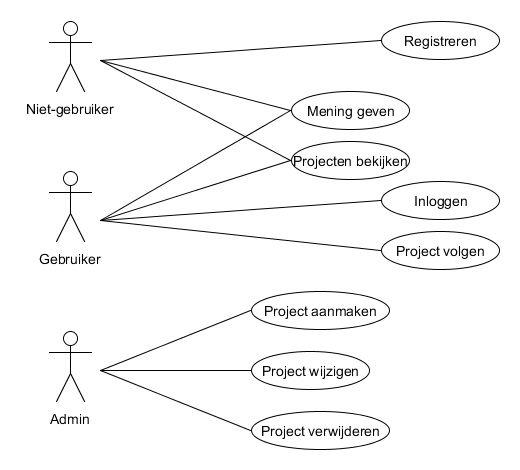 Registreren
Niet-gebruiker
Mening geven
Projecten bekijken
Inloggen
Gebruiker
Project volgen
Project aanmaken
Project wijzigen
Admin
Project verwijderen